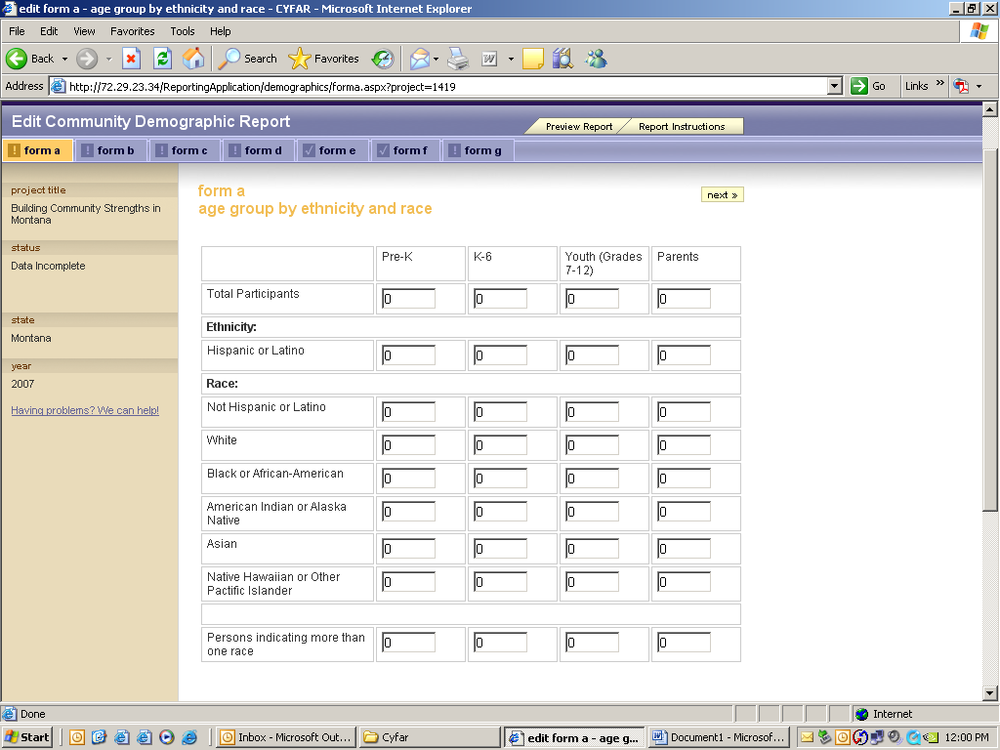 edit form a - age group by ethnicity and race - CYFAR - Microsoft Internet Explorer
File Edit View Favorites Tools Help
Back Search Favorites
Address http://72.29.23.34/ReportingApplication/demographics/forma.aspx?project=1419 Go Links »
Edit Community Demographic Report
Preview Report Report Instructions
form a form b form c form d form e form f form g
project title
Building Community Strengths in
Montana
status
Data Incomplete
state
Montana
year
2007
Having problems? We can help!
form a
age group by ethnicity and race
next »
Pre-K K-6 Youth (Grades
7-12) Parents
Total Participants 0 0 0 0
Ethnicity:
Hispanic or Latino 0 0 0 0
Race:
Not Hispanic or Latino 0 0 0 0
White 0 0 0 0
Black or African-American 0 0 0 0
American Indian or Alaska
Native 0 0 0 0
Asian 0 0 0 0
Native Hawaiian or Other
Pactific Islander 0 0 0 0
Persons indicating more than
one race 0 0 0 0
Done Internet
Start Inbox - Microsoft Out... Cyfar edit form a - age g... Document1 - Microsof... 12:00 PM